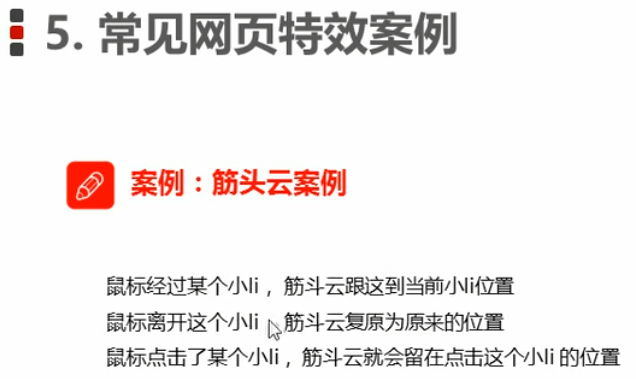 5. 常见网页特效案例
案例：筋头云案例
鼠标经过某个小li ，筋斗云跟这到当前小li位置
鼠标离开这个小li ，筋斗云复原为原来的位置
鼠标点击了某个小li ，筋斗云就会留在点击这个小li 的位置